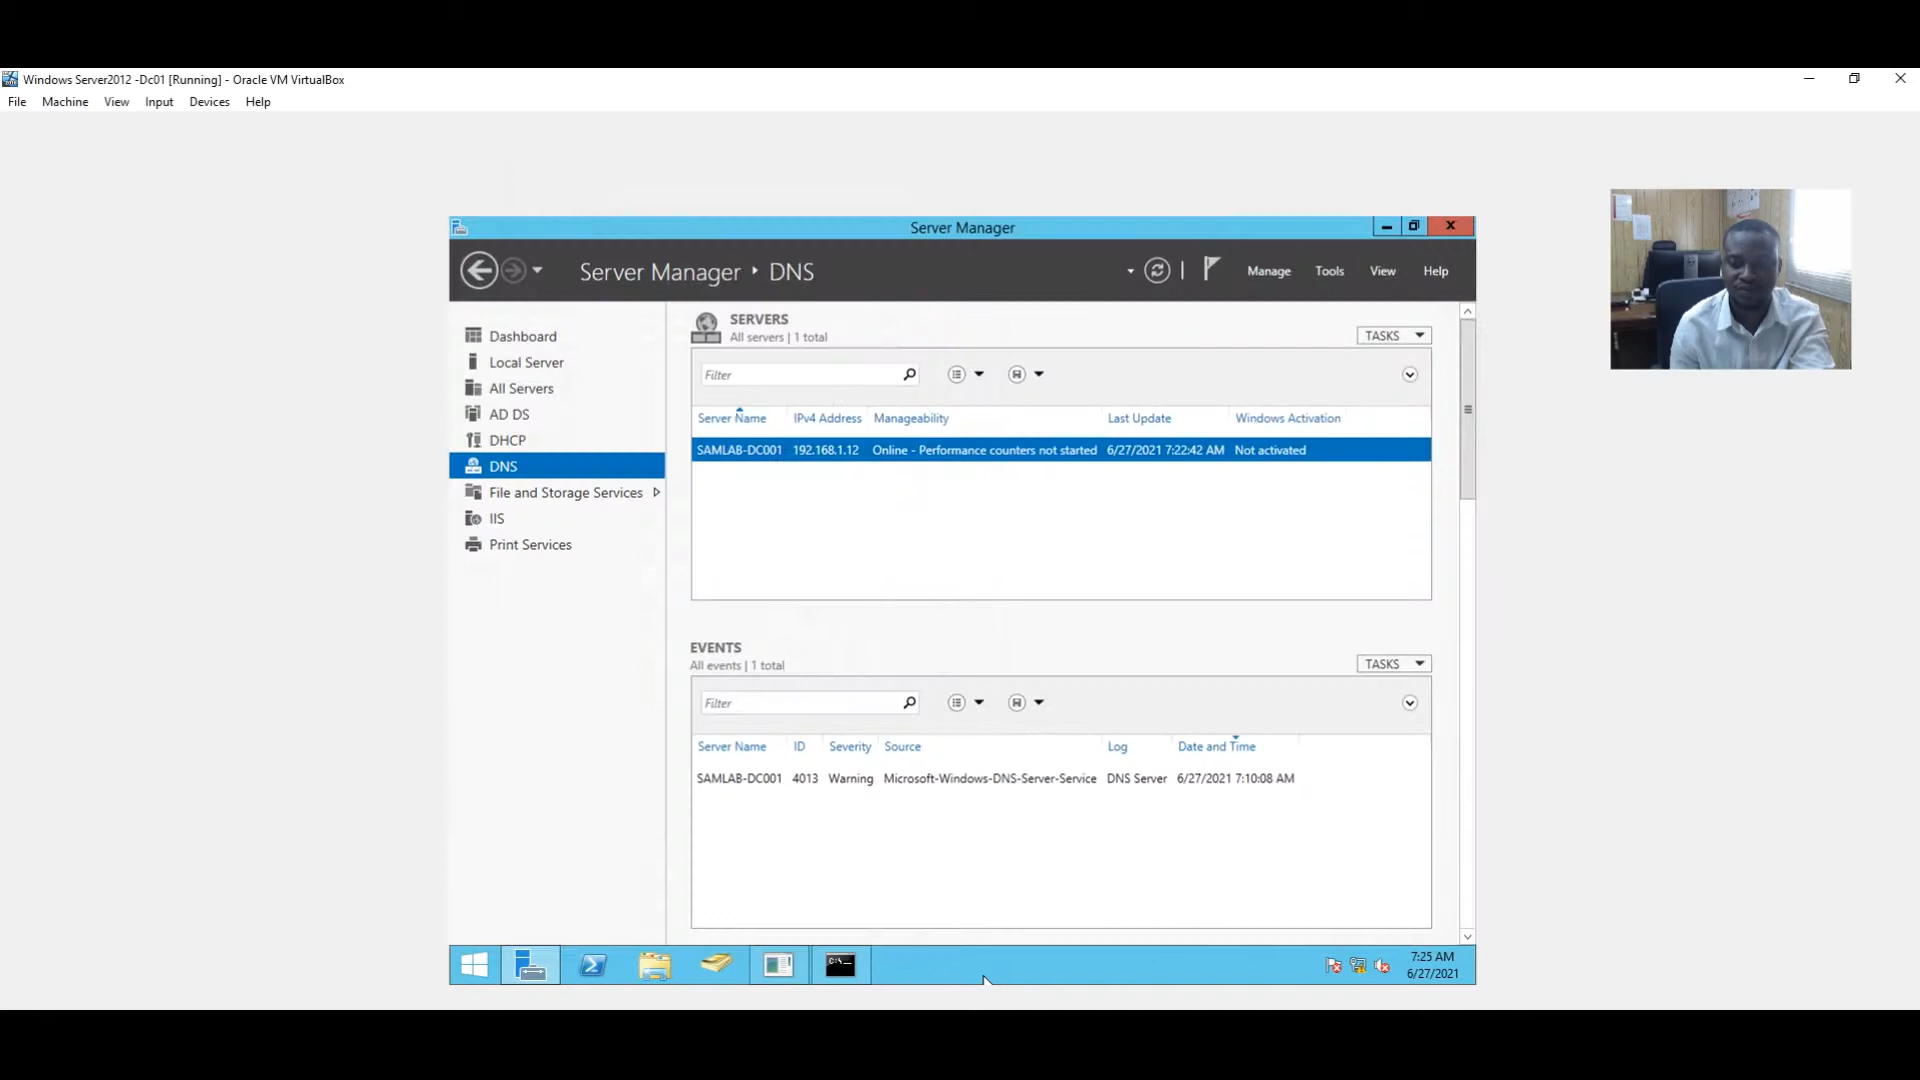 Windows Server2012 -Dc01 [Running] - Oracle VM VirtualBox
File Machine View Input Devices Help
Server Manager
Server Manager DNS
Manage Tools View Help
Dashboard
Local Server
All Servers
AD DS
DHCP
DNS
File and Storage Services
IIS
Print Services
SERVERS
All servers | 1 total
TASKS
Filter
Server Name IPv4 Address Manageability Last Update Windows Activation
SAMLAB-DC001 192.168.1.12 Online - Performance counters not started 6/27/2021 7:22:42 AM Not activated
EVENTS
All events | 1 total
TASKS
Filter
Server Name ID Severity Source Log Date and Time
SAMLAB-DC001 4013 Warning Microsoft-Windows-DNS-Server-Service DNS Server 6/27/2021 7:10:08 AM
C:\_
7:25 AM
6/27/2021